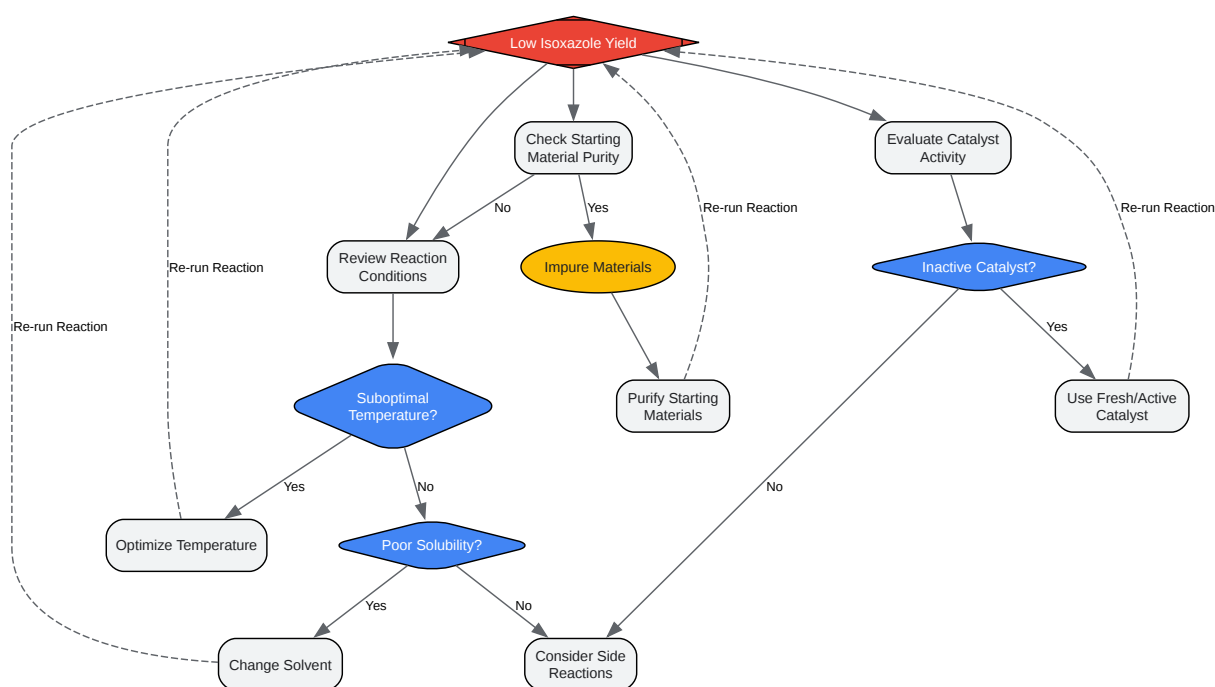 Low Isoxazole Yield
Check Starting
Material Purity
Evaluate Catalyst
Activity
No
Yes
Re-run Reaction
Re-run Reaction
Review Reaction
Conditions
Impure Materials
Inactive Catalyst?
Re-run Reaction
Re-run Reaction
Yes
Suboptimal
Temperature?
Purify Starting
Materials
Use Fresh/Active
Catalyst
Yes
No
No
Optimize Temperature
Poor Solubility?
Yes
No
Change Solvent
Consider Side
Reactions